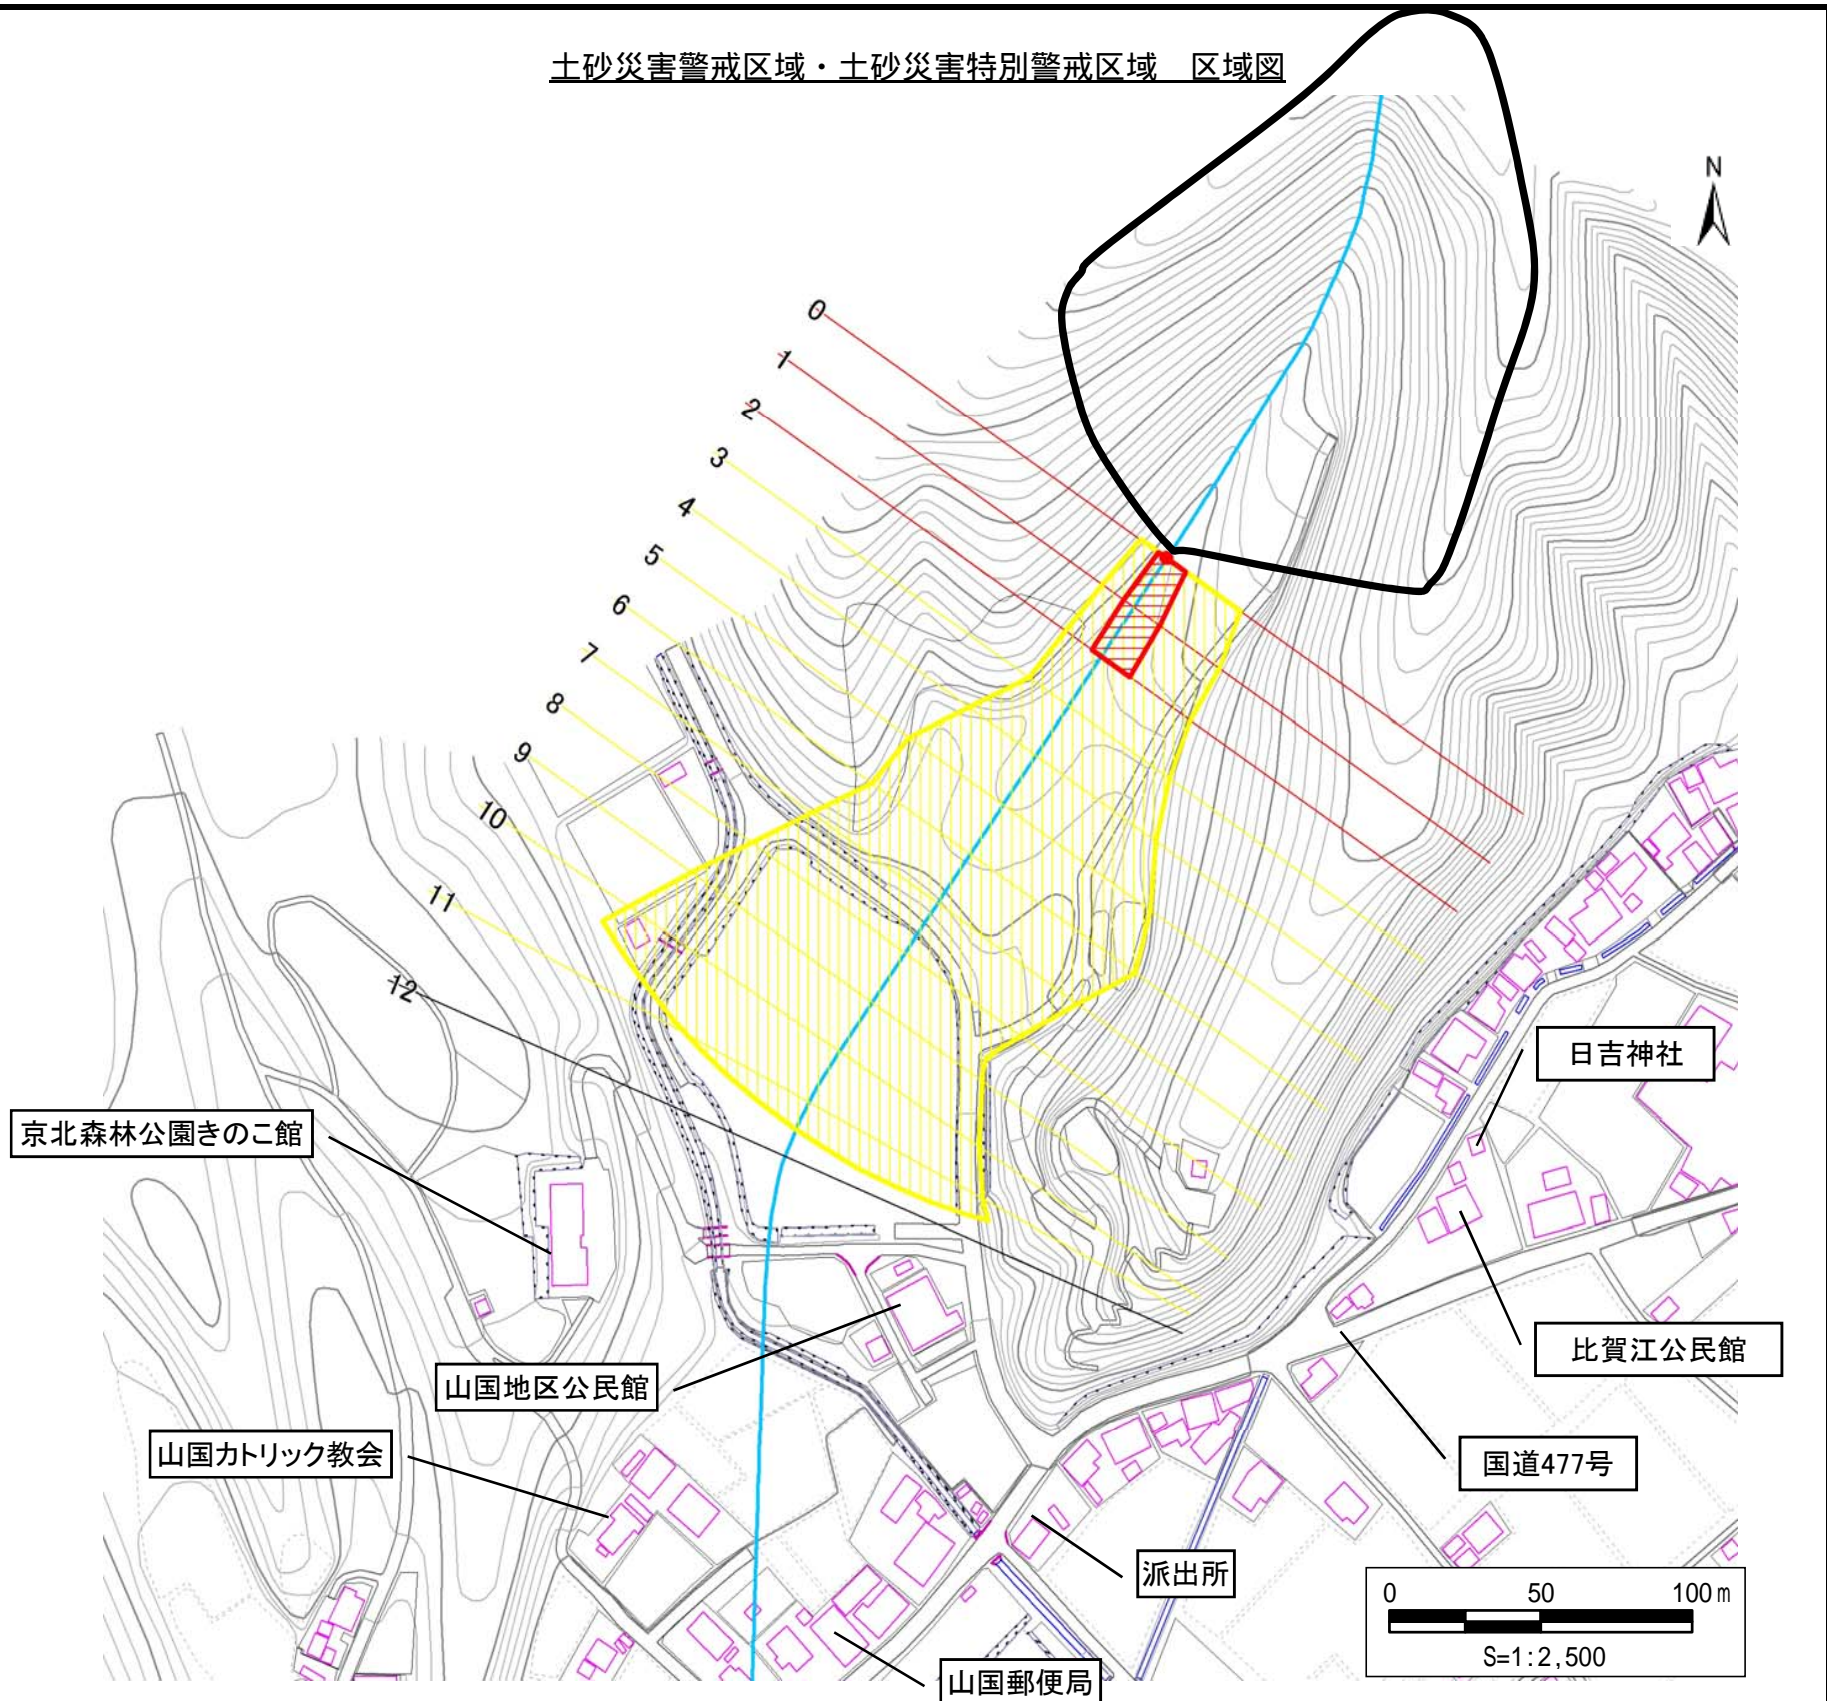 土砂災害警戒区域・土砂災害特別警戒区域　区域図
N
0
1
2
3
4
5
6
7
8
9
10
11
12
日吉神社
京北森林公園きのこ館
比賀江公民館
山国地区公民館
山国カトリック教会
国道477号
派出所
山国郵便局
0 50 100m
S=1:2,500